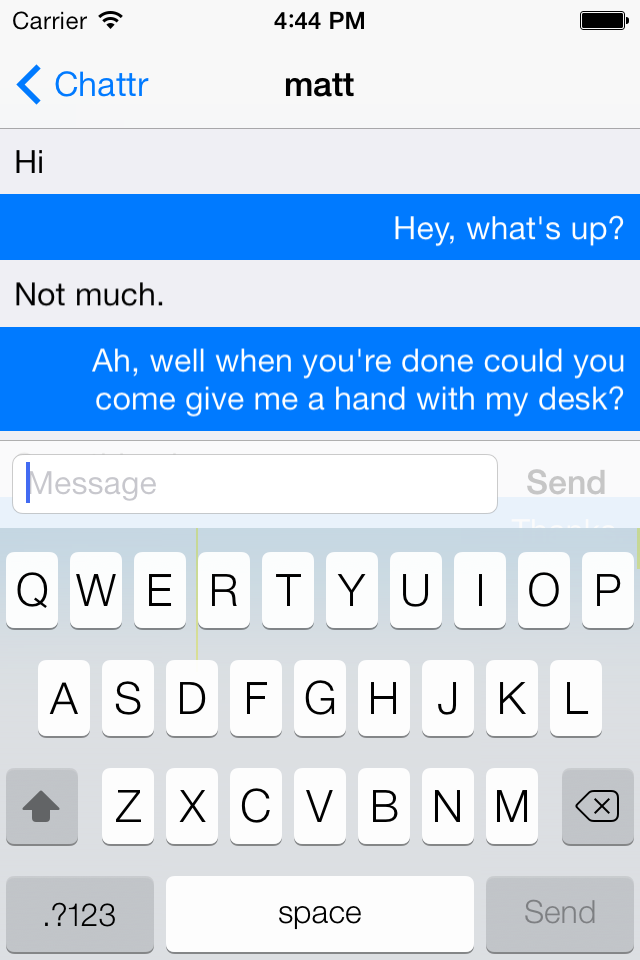 Carrier 4:44 PM
Chattr matt
Hi
Hey, what's up?
Not much.
Ah, well when you're done could you
come give me a hand with my desk?
Message Send
Thanks
Q W E R T Y U I O P
A S D F G H J K L
Z X C V B N M
.?123 space Send